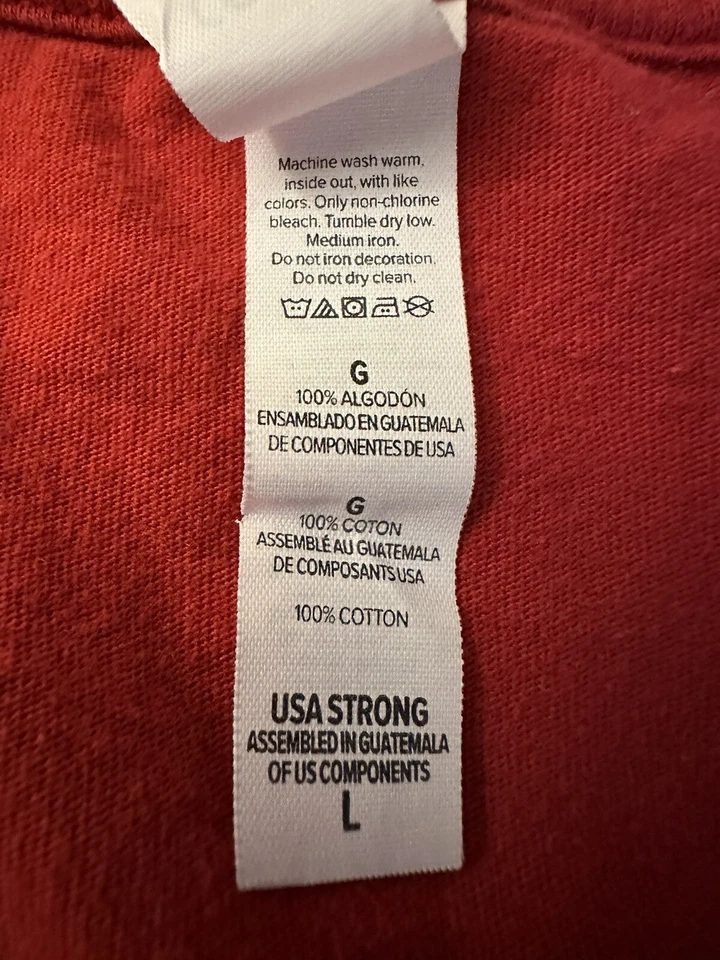 Machine wash warm,
inside out, with like
colors. Only non-chlorine
bleach. Tumble dry low.
Medium iron.
Do not iron decoration.
Do not dry clean.
G
100% ALGODÓN
ENSAMBLADO EN GUATEMALA
DE COMPONENTES DE USA
G
100% COTON
ASSEMBLÉ AU GUATEMALA
DE COMPOSANTS USA
100% COTTON
USA STRONG
ASSEMBLED IN GUATEMALA
OF US COMPONENTS
L